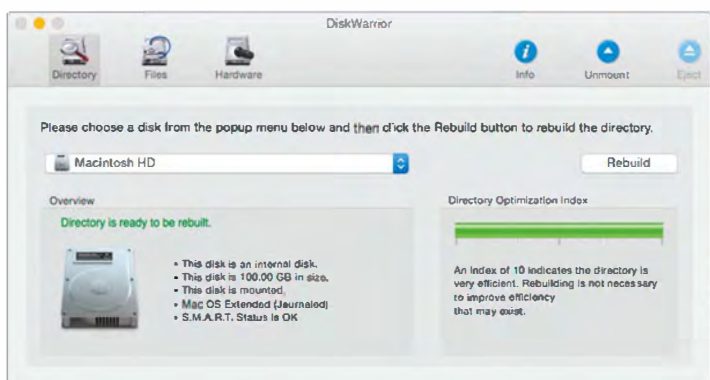 DiskWarrior
Directory
Files
Hardware
Info
Unmount
Eject
Please choose a disk from the popup menu below and then click the Rebuild button to rebuild the directory.
Macintosh HD
Rebuild
Overview
Directory is ready to be rebuilt.
• This disk is an internal disk.
• This disk is 100.00 GB in size.
• This disk is mounted.
• Mac OS Extended (Journaled)
• S.M.A.R.T. Status is OK
Directory Optimization Index
An Index of 10 indicates the directory is
very efficient. Rebuilding is not necessary
to improve efficiency
that may exist.